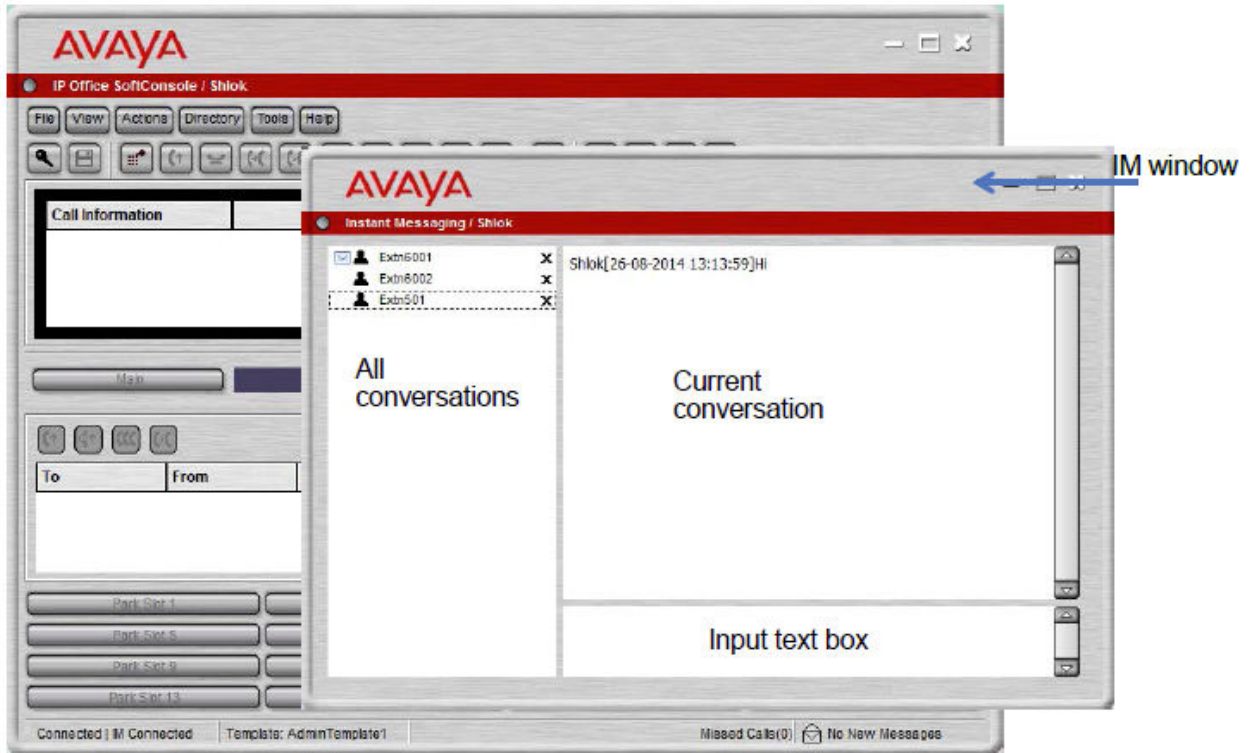 AVAYA
IP Office SoftConsole / Shlok
File View Actions Directory Tools Help
IM window
AVAYA
Instant Messaging / Shlok
Call Information
Extn6001
Extn6002
Extn501
Shlok[26-08-2014 13:13:59]Hi
All
conversations
Current
conversation
Main
To From
Input text box
Park Slot 1
Park Slot 5
Park Slot 9
Park Slot 13
Connected | IM Connected Template: AdminTemplate1 Missed Calls(0) No New Messages